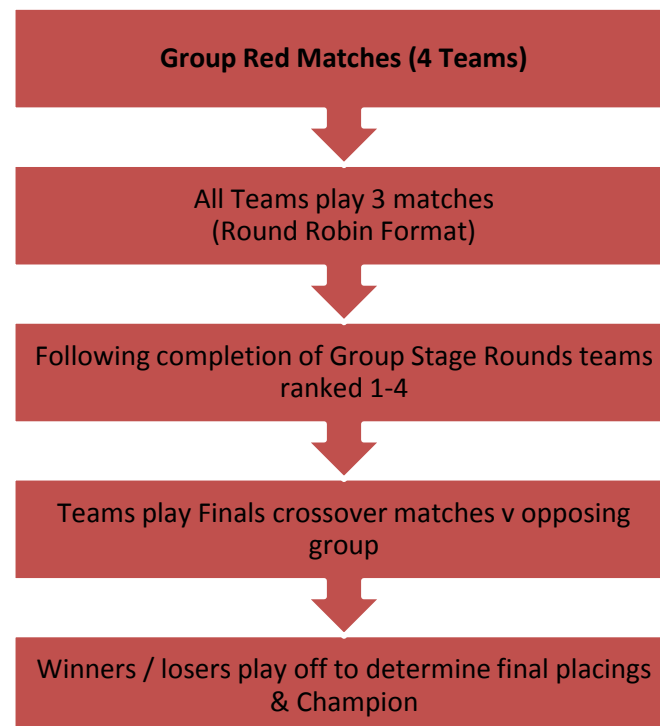 Group Red Matches (4 Teams)
All Teams play 3 matches
(Round Robin Format)
Following completion of Group Stage Rounds teams
ranked 1-4
Teams play Finals crossover matches v opposing
group
Winners / losers play off to determine final placings
& Champion